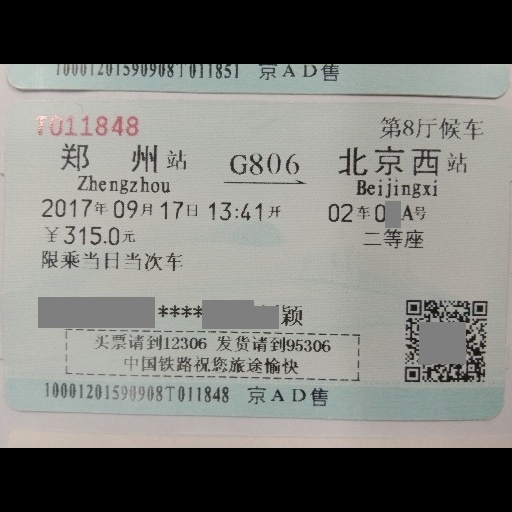 10001201590908T011851 京AD售
T011848 第8厅候车
郑州站 G806 北京西站
Zhengzhou Beijingxi
2017年09月17日13:41开 02车0 A号
￥315.0元 二等座
限乘当日当次车
**** 颖
买票请到12306 发货请到95306
中国铁路祝您旅途愉快
10001201590908T011848 京AD售